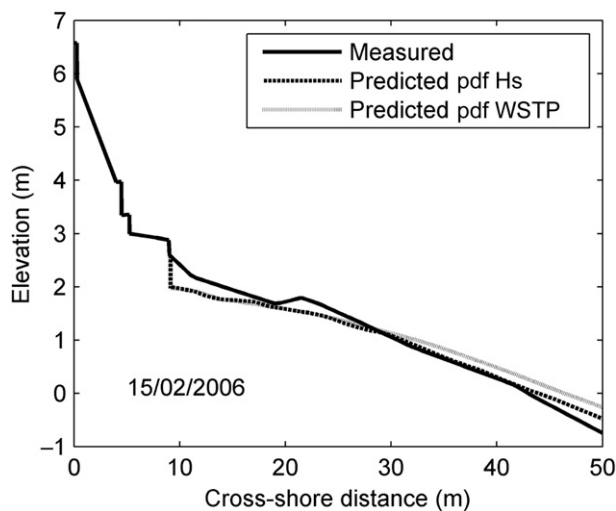 7
6
5
4
3
2
1
0
–1
Elevation (m)
Measured
Predicted pdf Hs
Predicted pdf WSTP
15/02/2006
0 10 20 30 40 50
Cross-shore distance (m)